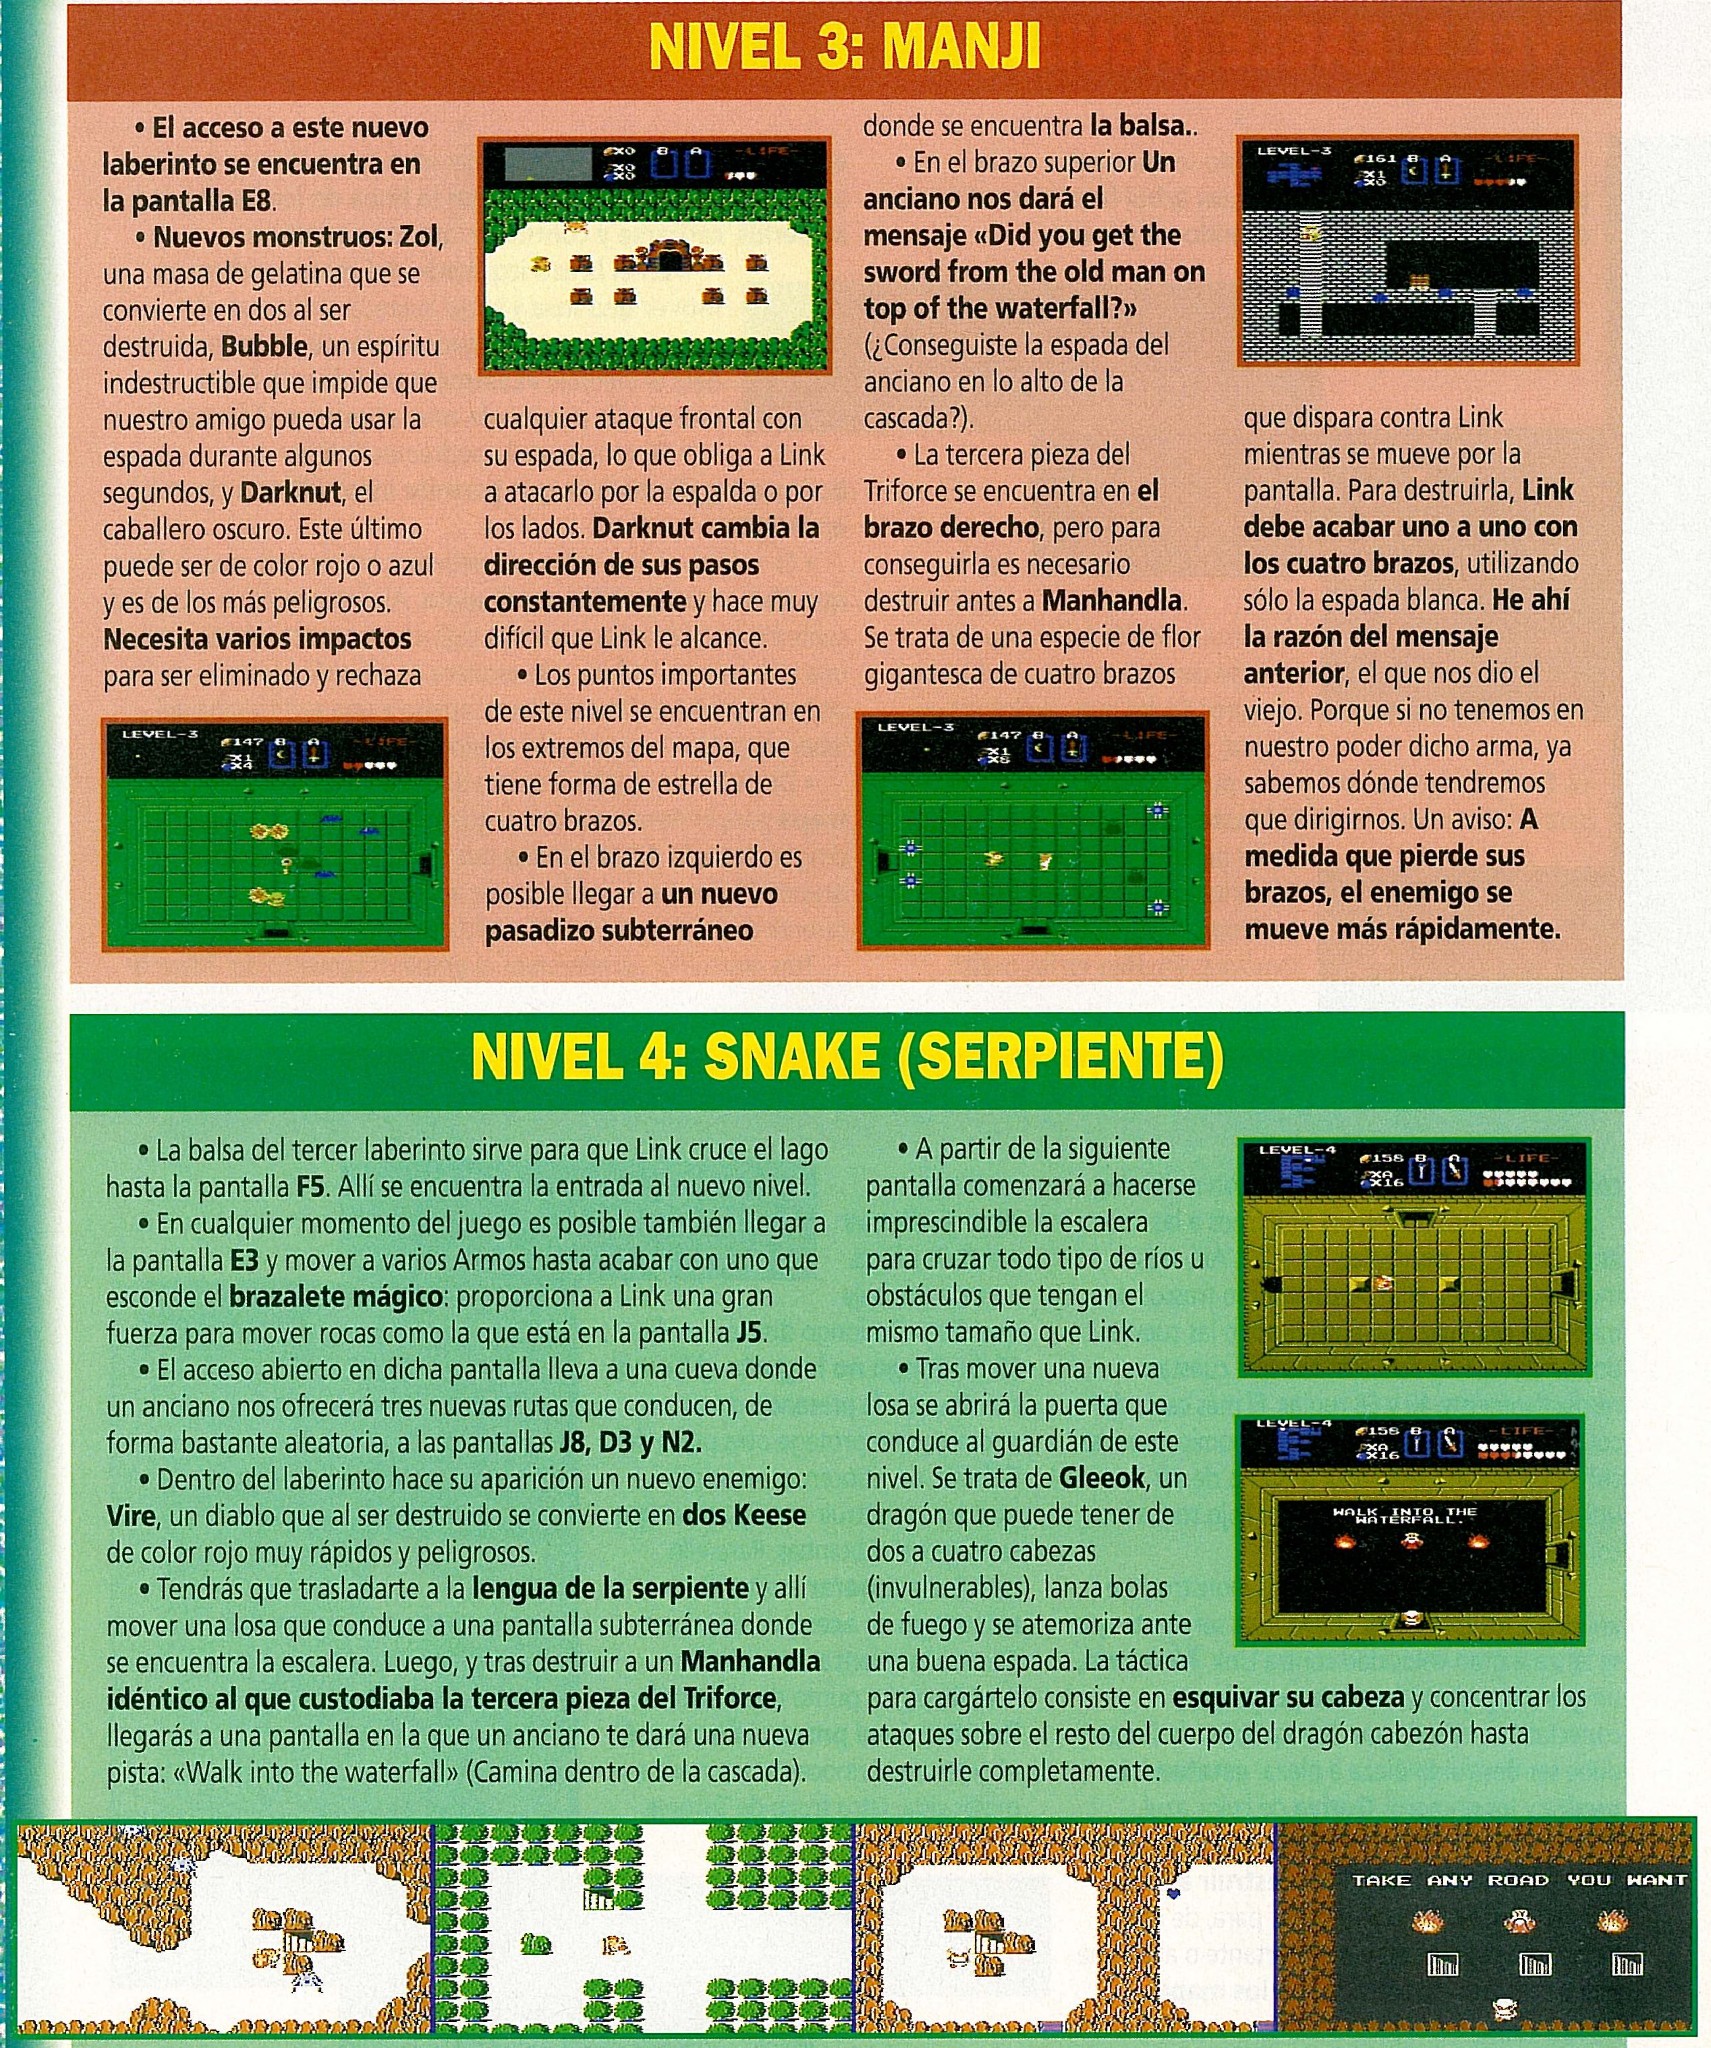 NIVEL 3: MANJI
• El acceso a este nuevo
laberinto se encuentra en
la pantalla E8.
• Nuevos monstruos: Zol,
una masa de gelatina que se
convierte en dos al ser
destruida, Bubble, un espíritu
indestructible que impide que
nuestro amigo pueda usar la
espada durante algunos
segundos, y Darknut, el
caballero oscuro. Este último
puede ser de color rojo o azul
y es de los más peligrosos.
Necesita varios impactos
para ser eliminado y rechaza
LEVEL-3
147 B A -LIFE-
X1
X4
X0 B A -LIFE-
X0
X0
cualquier ataque frontal con
su espada, lo que obliga a Link
a atacarlo por la espalda o por
los lados. Darknut cambia la
dirección de sus pasos
constantemente y hace muy
difícil que Link le alcance.
• Los puntos importantes
de este nivel se encuentran en
los extremos del mapa, que
tiene forma de estrella de
cuatro brazos.
• En el brazo izquierdo es
posible llegar a un nuevo
pasadizo subterráneo
donde se encuentra la balsa..
• En el brazo superior Un
anciano nos dará el
mensaje «Did you get the
sword from the old man on
top of the waterfall?»
(¿Conseguiste la espada del
anciano en lo alto de la
cascada?).
• La tercera pieza del
Triforce se encuentra en el
brazo derecho, pero para
conseguirla es necesario
destruir antes a Manhandla.
Se trata de una especie de flor
gigantesca de cuatro brazos
LEVEL-3
147 B A -LIFE-
X1
LEVEL-3
161 B A -LIFE-
X1
X0
que dispara contra Link
mientras se mueve por la
pantalla. Para destruirla, Link
debe acabar uno a uno con
los cuatro brazos, utilizando
sólo la espada blanca. He ahí
la razón del mensaje
anterior, el que nos dio el
viejo. Porque si no tenemos en
nuestro poder dicho arma, ya
sabemos dónde tendremos
que dirigirnos. Un aviso: A
medida que pierde sus
brazos, el enemigo se
mueve más rápidamente.
NIVEL 4: SNAKE (SERPIENTE)
• La balsa del tercer laberinto sirve para que Link cruce el lago
hasta la pantalla F5. Allí se encuentra la entrada al nuevo nivel.
• En cualquier momento del juego es posible también llegar a
la pantalla E3 y mover a varios Armos hasta acabar con uno que
esconde el brazalete mágico: proporciona a Link una gran
fuerza para mover rocas como la que está en la pantalla J5.
• El acceso abierto en dicha pantalla lleva a una cueva donde
un anciano nos ofrecerá tres nuevas rutas que conducen, de
forma bastante aleatoria, a las pantallas J8, D3 y N2.
• Dentro del laberinto hace su aparición un nuevo enemigo:
Vire, un diablo que al ser destruido se convierte en dos Keese
de color rojo muy rápidos y peligrosos.
• Tendrás que trasladarte a la lengua de la serpiente y allí
mover una losa que conduce a una pantalla subterránea donde
se encuentra la escalera. Luego, y tras destruir a un Manhandla
idéntico al que custodiaba la tercera pieza del Triforce,
llegarás a una pantalla en la que un anciano te dará una nueva
pista: «Walk into the waterfall» (Camina dentro de la cascada).
• A partir de la siguiente
pantalla comenzará a hacerse
imprescindible la escalera
para cruzar todo tipo de ríos u
obstáculos que tengan el
mismo tamaño que Link.
• Tras mover una nueva
losa se abrirá la puerta que
conduce al guardián de este
nivel. Se trata de Gleeok, un
dragón que puede tener de
dos a cuatro cabezas
(invulnerables), lanza bolas
de fuego y se atemoriza ante
una buena espada. La táctica
para cargártelo consiste en esquivar su cabeza y concentrar los
ataques sobre el resto del cuerpo del dragón cabezón hasta
destruirle completamente.
LEVEL-4
158 B A -LIFE-
XA
X16
LEVEL-4
158 B A -LIFE-
XA
X16
WALK INTO THE
WATERFALL.
TAKE ANY ROAD YOU WANT